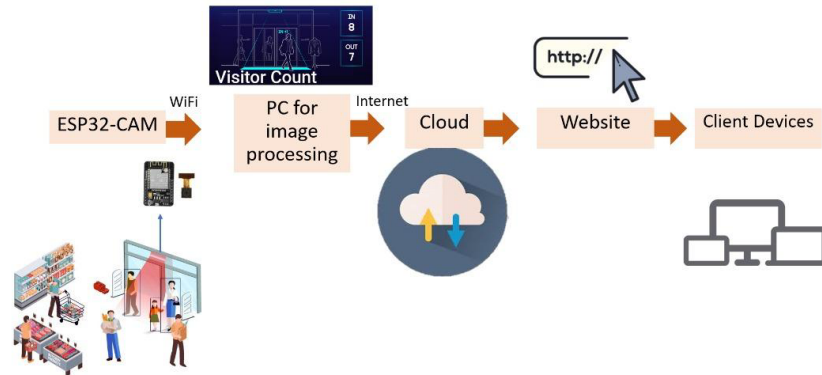 IN
8
OUT
7
Visitor Count
http://
WiFi
Internet
ESP32-CAM
PC for
image
processing
Cloud
Website
Client Devices